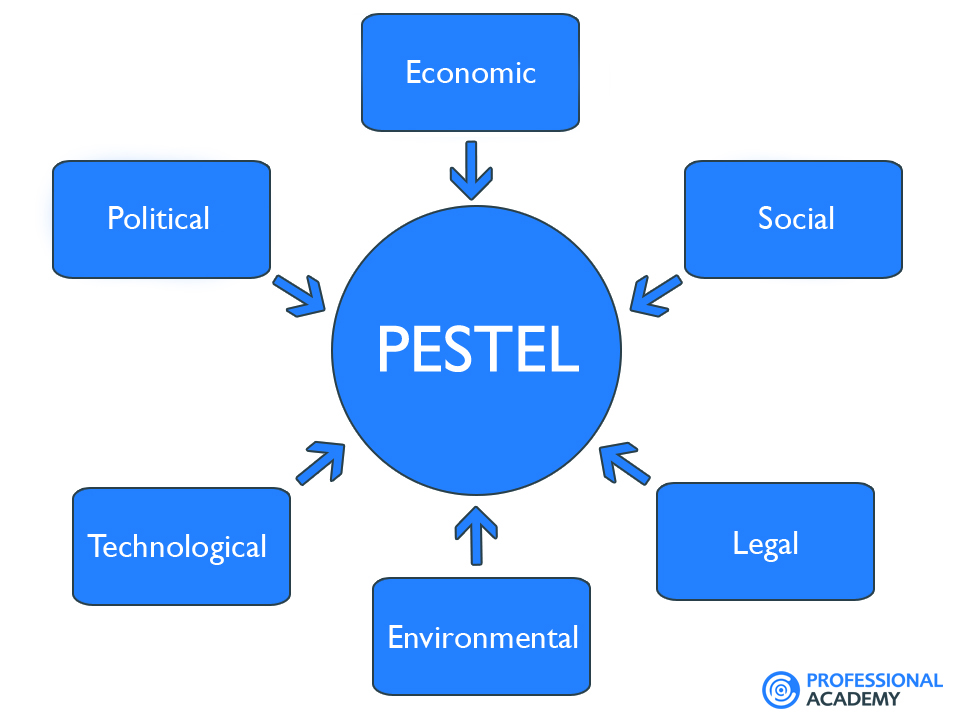 Economic
Political
Social
PESTEL
Technological
Legal
Environmental
PROFESSIONAL
ACADEMY